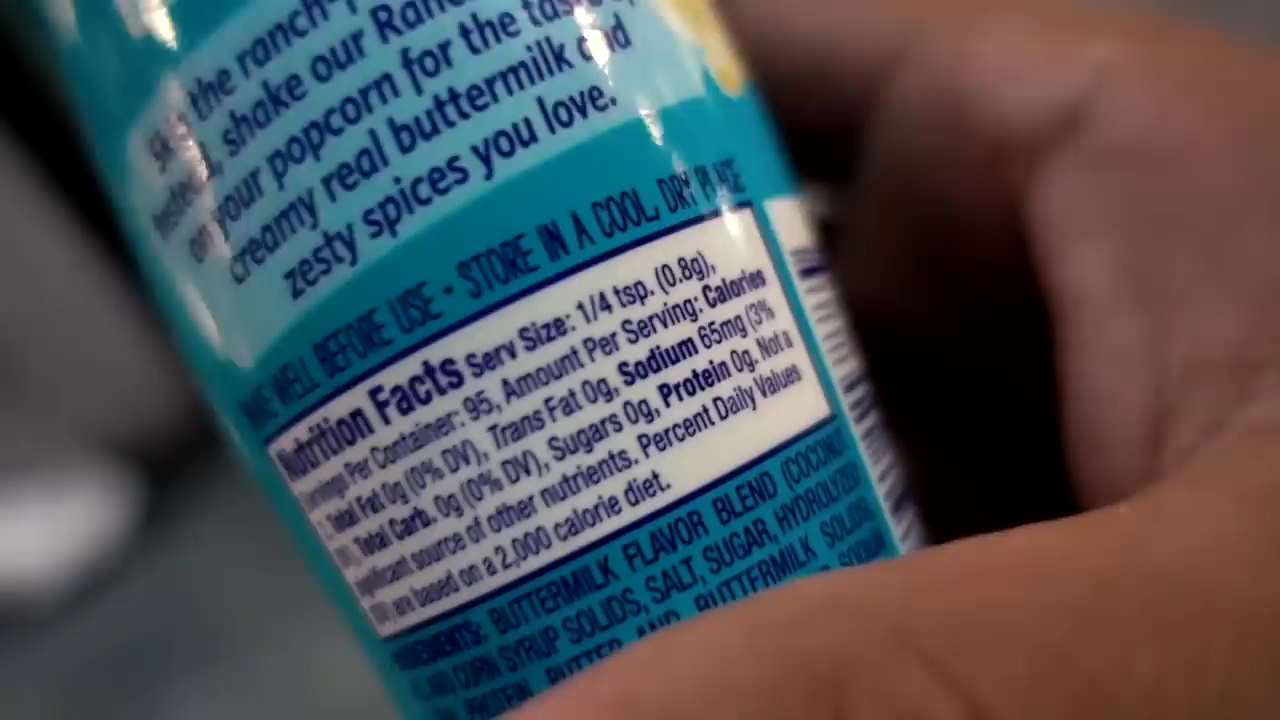 the ranch-
shake our Ranch
on your popcorn for the
creamy real buttermilk and
zesty spices you love.
WELL BEFORE USE • STORE IN A COOL, DRY PLACE
Nutrition Facts Serv Size: 1/4 tsp. (0.8g),
Per Container: 95, Amount Per Serving: Calories
Total Fat 0g (0% DV), Trans Fat 0g, Sodium 65mg (3%
Total Carb. 0g (0% DV), Sugars 0g, Protein 0g. Not a
significant source of other nutrients. Percent Daily Values
are based on a 2,000 calorie diet.
INGREDIENTS: BUTTERMILK FLAVOR BLEND (COCONUT
CORN SYRUP SOLIDS, SALT, SUGAR, HYDROLYZED
PROTEIN, BUTTER AND BUTTERMILK SOLIDS